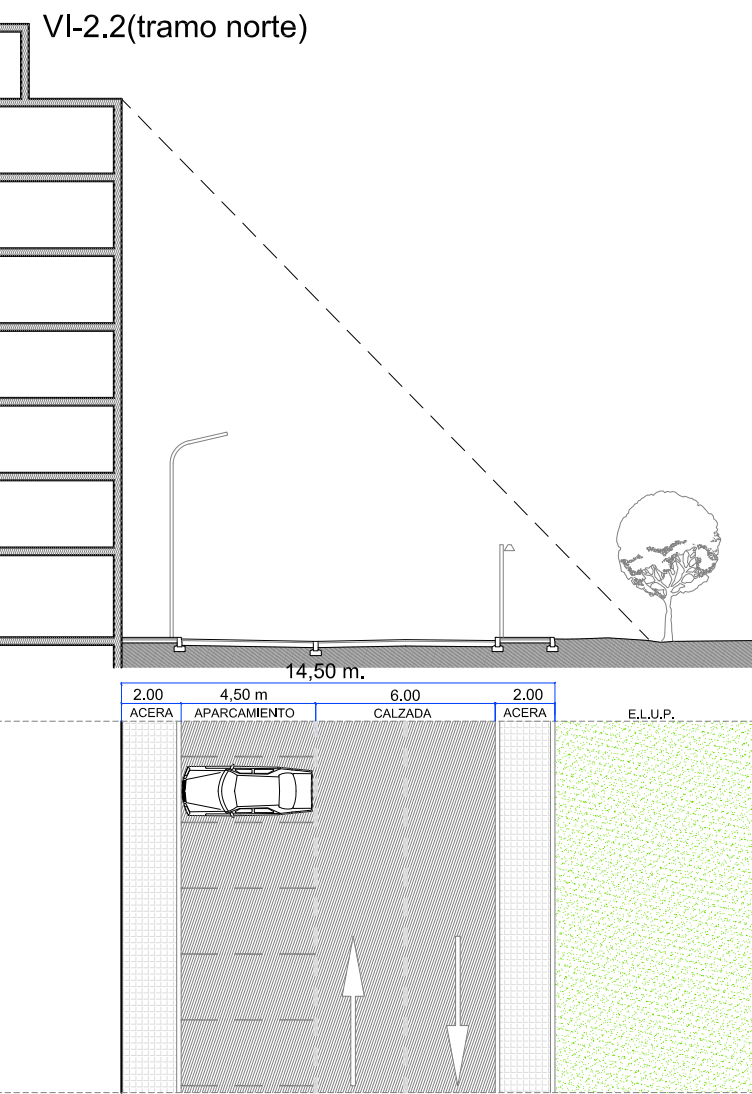 VI-2.2(tramo norte)
14,50 m.
2.00 4,50 m 6.00 2.00
ACERA APARCAMIENTO CALZADA ACERA E.L.U.P.